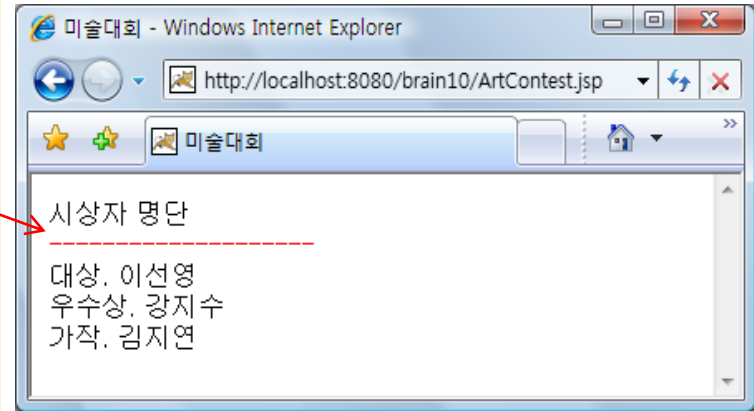 미술대회 - Windows Internet Explorer
http://localhost:8080/brain10/ArtContest.jsp
미술대회
시상자 명단
--------------------
대상. 이선영
우수상. 강지수
가작. 김지연